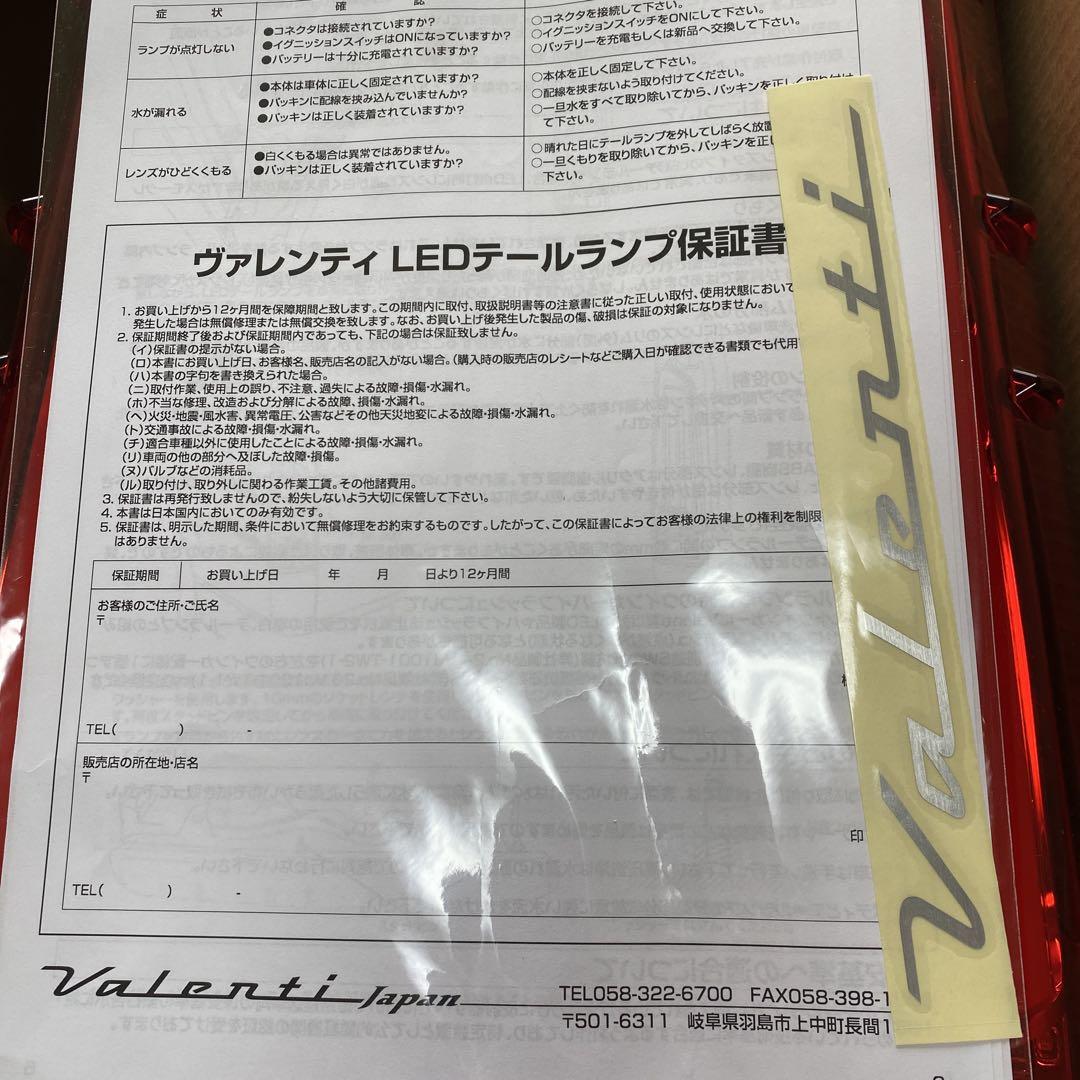 症 状
確 認
ランプが点灯しない
●コネクタは接続されていますか?
●イグニッションスイッチはONになっていますか?
●バッテリーは十分に充電されていますか?
○コネクタを接続して下さい。
○イグニッションスイッチをONにして下さい。
○バッテリーを充電もしくは新品へ交換して下さい。
水が漏れる
●本体は車体に正しく固定されていますか?
●パッキンに配線を挟み込んでいませんか?
●パッキンは正しく装着されていますか?
○本体を正しく固定して下さい。
○配線を挟まないよう取り付けてください。
○一旦水をすべて取り除いてから、パッキンを正しく取り付け
て下さい。
レンズがひどくくもる
●白くくもる場合は異常ではありません。
●パッキンは正しく装着されていますか?
○晴れた日にテールランプを外してしばらく放置
○一旦くもりを取り除いてから、パッキンを正
下さい。
ヴァレンティ LEDテールランプ保証書
1. お買い上げから12ヶ月間を保障期間と致します。この期間内に取付、取扱説明書等の注意書に従った正しい取付、使用状態において
発生した場合は無償修理または無償交換を致します。なお、お買い上げ後発生した製品の傷、破損は保証の対象になりません。
2. 保証期間終了後および保証期間内であっても、下記の場合は保証致しません。
(イ)保証書の提示がない場合。
(ロ)本書にお買い上げ日、お客様名、販売店名の記入がない場合。(購入時の販売店のレシートなどご購入日が確認できる書類でも代用
(ハ)本書の字句を書き換えられた場合。
(ニ)取付作業、使用上の誤り、不注意、過失による故障・損傷・水漏れ。
(ホ)不当な修理、改造および分解による故障・損傷・水漏れ。
(ヘ)火災・地震・風水害、異常電圧、公害などその他天災地変による故障・損傷・水漏れ。
(ト)交通事故による故障・損傷・水漏れ。
(チ)適合車種以外に使用したことによる故障・損傷・水漏れ。
(リ)車両の他の部分へ及ぼした故障・損傷。
(ヌ)バルブなどの消耗品。
(ル)取り付け、取り外しに関わる作業工賃。その他諸費用。
3. 保証書は再発行致しませんので、紛失しないよう大切に保管して下さい。
4. 本書は日本国内においてのみ有効です。
5. 保証書は、明示した期間、条件において無償修理をお約束するものです。したがって、この保証書によってお客様の法律上の権利を制限
はありません。
保証期間 お買い上げ日 年 月 日より12ヶ月間
お客様のご住所・ご氏名
〒
TEL( ) -
販売店の所在地・店名
〒
印
TEL( ) -
Valenti Japan
TEL058-322-6700 FAX058-398-1
〒501-6311 岐阜県羽島市上中町長間1
Valenti